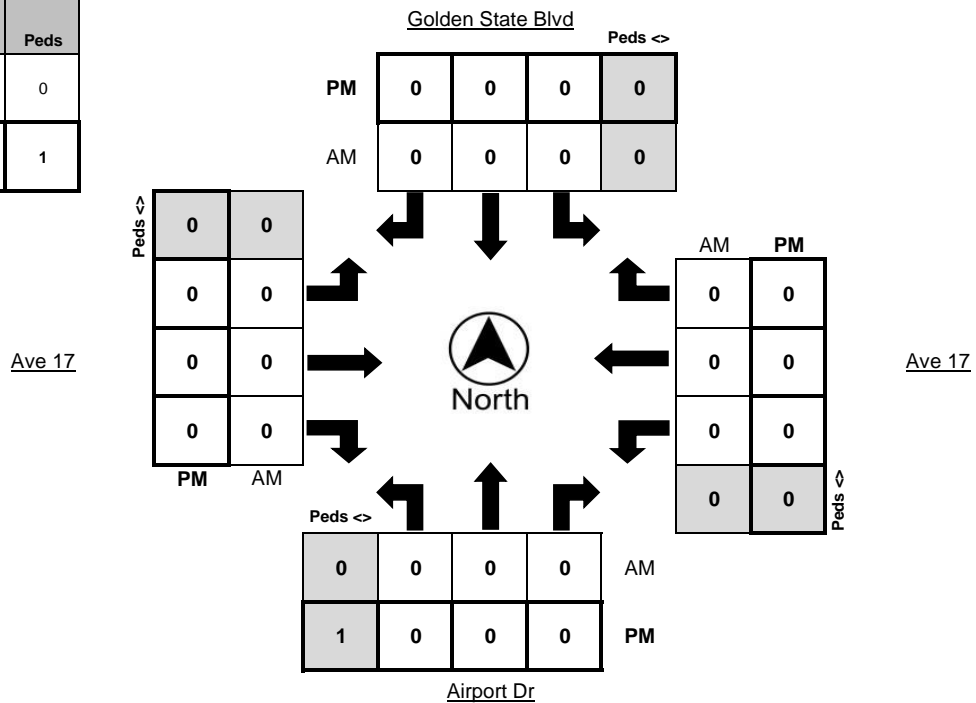 Golden State Blvd
Peds
Peds <>
0
PM 0 0 0 0
1
AM 0 0 0 0
Peds <>
0 0
AM PM
0 0
0 0
Ave 17
0 0
North
0 0
Ave 17
0 0
0 0
PM AM
0 0
Peds <>
Peds <>
0 0 0 0 AM
1 0 0 0 PM
Airport Dr